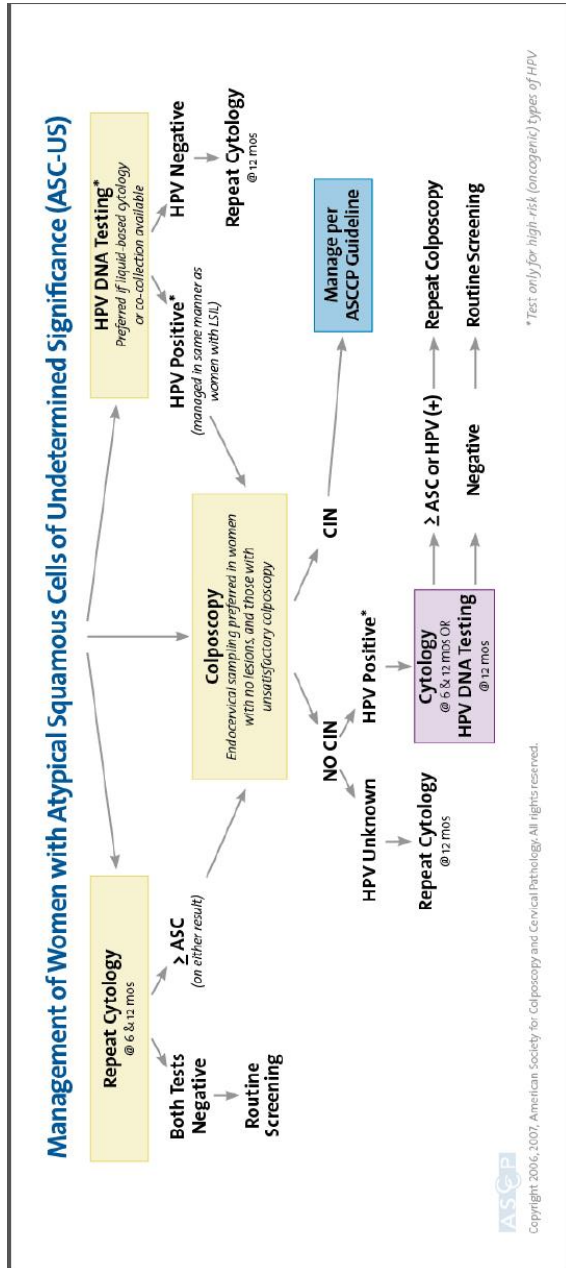 Management of Women with Atypical Squamous Cells of Undetermined Significance (ASC-US)
Repeat Cytology
@ 6 & 12 mos
HPV DNA Testing*
Preferred if liquid-based cytology
or co-collection available
Both Tests
Negative
≥ ASC
(on either result)
HPV Positive*
(managed in same manner as
women with LSIL)
HPV Negative
Routine
Screening
Repeat Cytology
@ 12 mos
Colposcopy
Endocervical sampling preferred in women
with no lesions, and those with
unsatisfactory colposcopy
NO CIN
CIN
HPV Unknown
HPV Positive*
Manage per
ASCCP Guideline
Repeat Cytology
@ 12 mos
Cytology
@ 6 & 12 mos OR
HPV DNA Testing
@ 12 mos
≥ ASC or HPV (+)
Repeat Colposcopy
Negative
Routine Screening
ASCCP
Copyright 2006, 2007, American Society for Colposcopy and Cervical Pathology. All rights reserved.
*Test only for high-risk (oncogenic) types of HPV